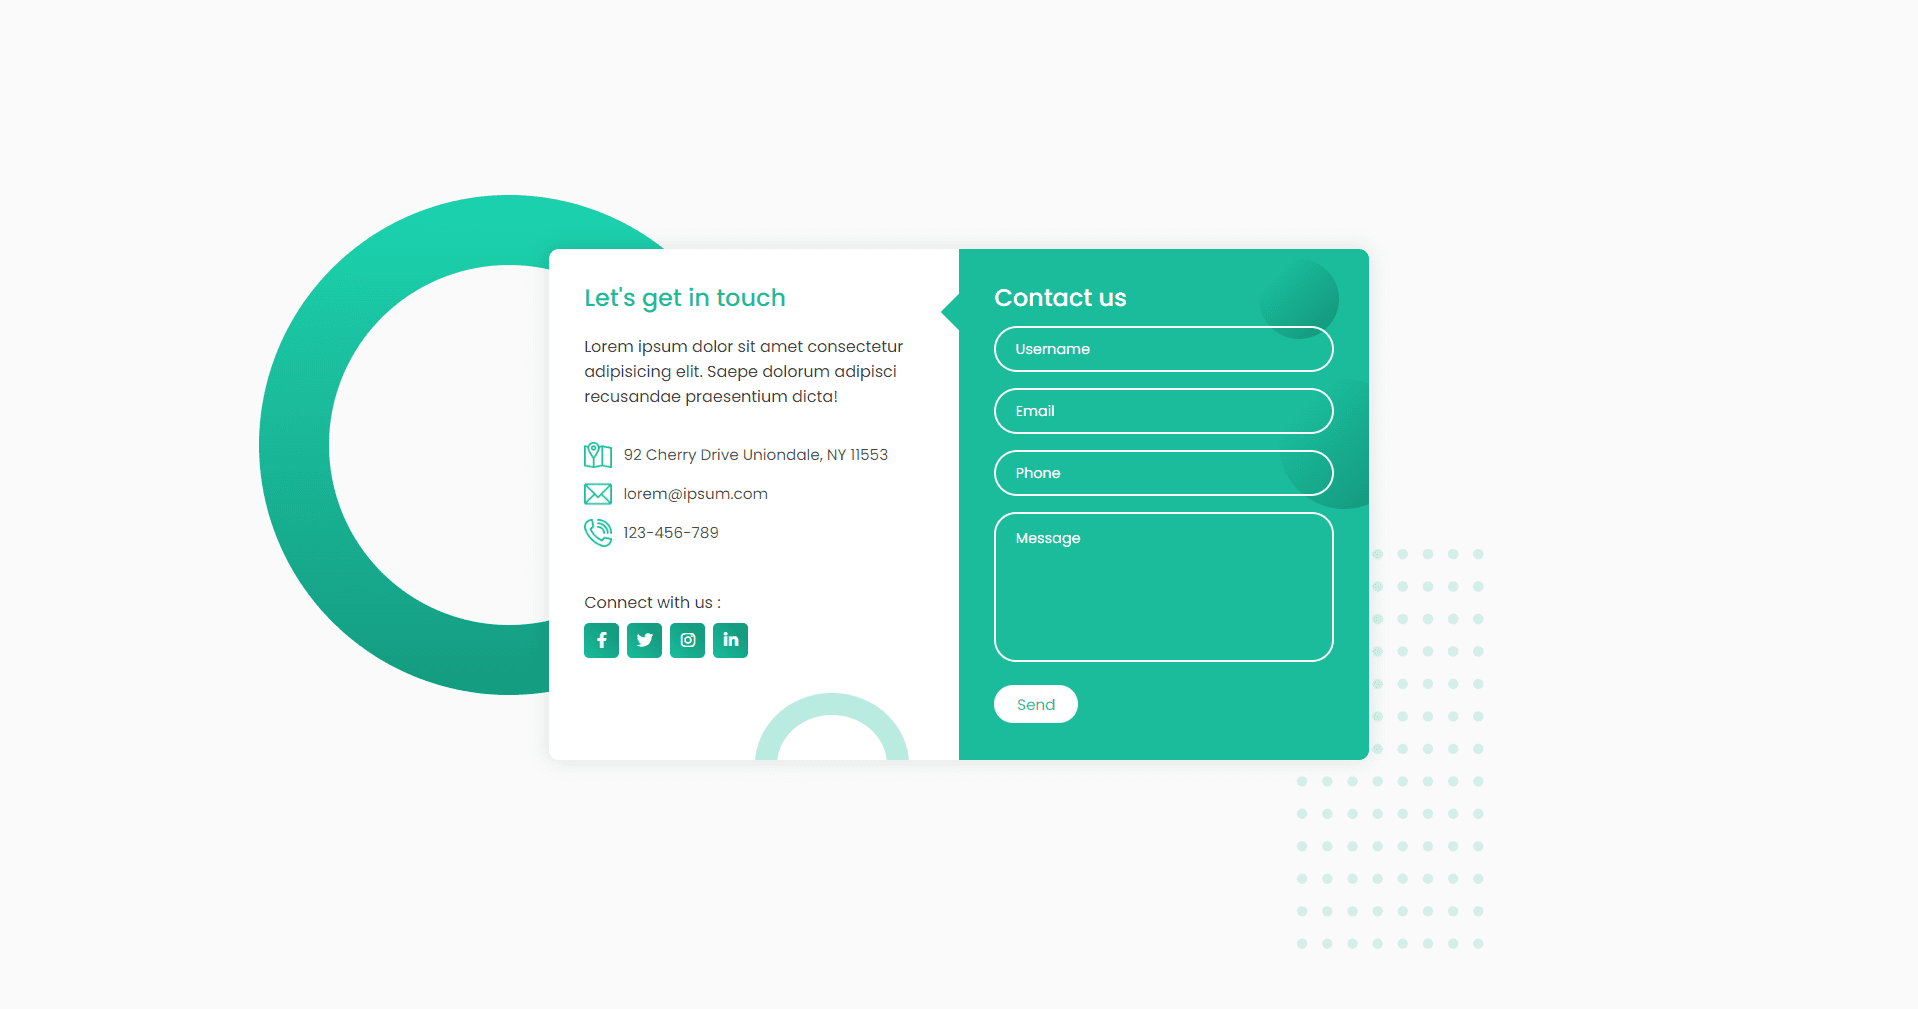 Let's get in touch
Lorem ipsum dolor sit amet consectetur
adipisicing elit. Saepe dolorum adipisci
recusandae praesentium dicta!
92 Cherry Drive Uniondale, NY 11553
lorem@ipsum.com
123-456-789
Connect with us :
Contact us
Username
Email
Phone
Message
Send